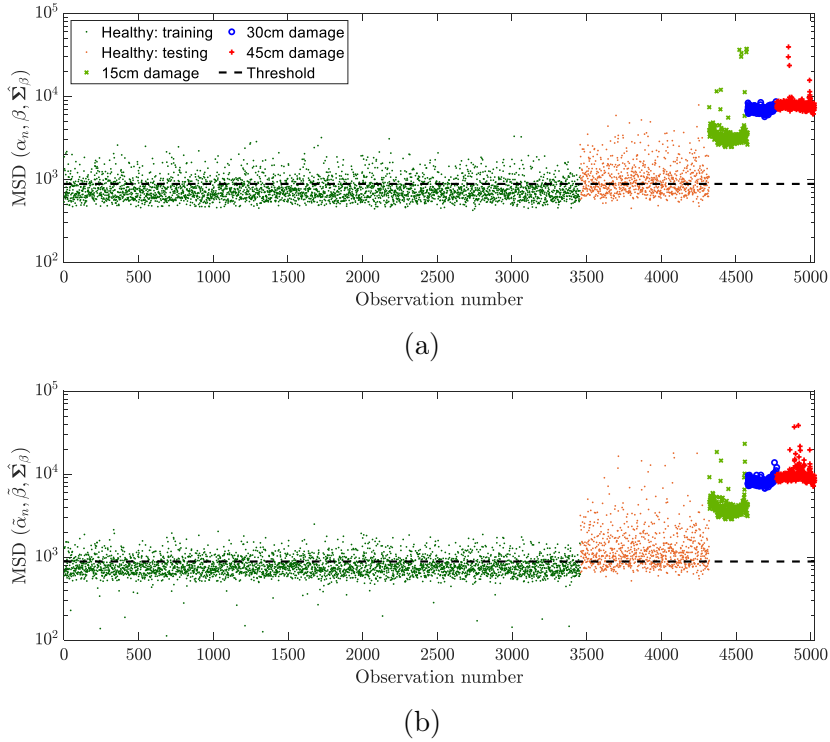 10^5
10^4
10^3
10^2
MSD (α_n, β, Σ̂_β)
Healthy: training
Healthy: testing
15cm damage
30cm damage
45cm damage
Threshold
0 500 1000 1500 2000 2500 3000 3500 4000 4500 5000
Observation number
(a)
10^5
10^4
10^3
10^2
MSD (α̃_n, β̃, Σ̂_β)
0 500 1000 1500 2000 2500 3000 3500 4000 4500 5000
Observation number
(b)